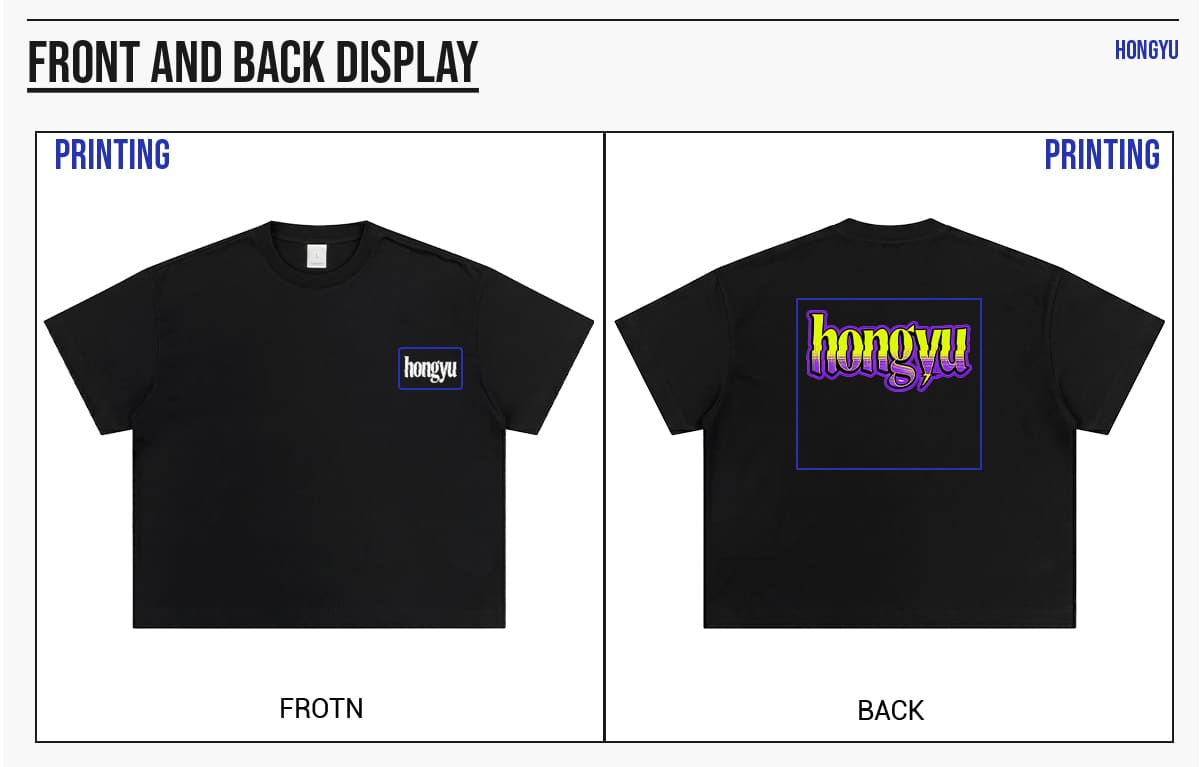 FRONT AND BACK DISPLAY
HONGYU
PRINTING
PRINTING
hongyu
hongyu
FROTN
BACK